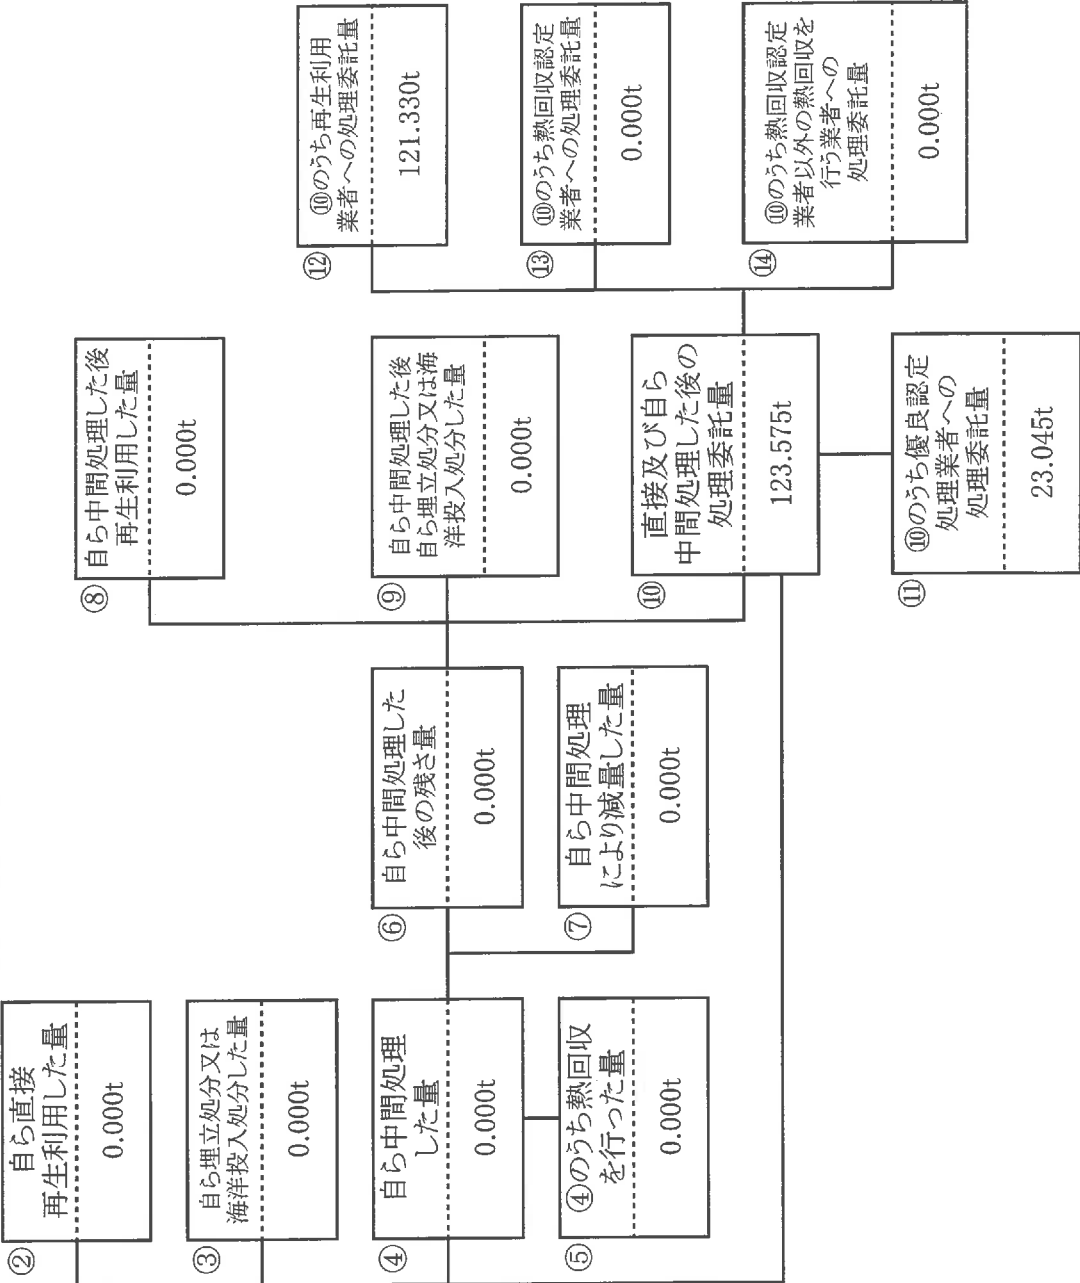 ②
自ら直接
再生利用した量
0.000t
③
自ら埋立処分又は
海洋投入処分した量
0.000t
④
自ら中間処理
した量
0.000t
⑤
④のうち熱回収
を行った量
0.000t
⑥
自ら中間処理した
後の残さ量
0.000t
⑦
自ら中間処理
により減量した量
0.000t
⑧
自ら中間処理した後
再生利用した量
0.000t
⑨
自ら中間処理した後
自ら埋立処分又は海
洋投入処分した量
0.000t
⑩
直接及び自ら
中間処理した後の
処理委託量
123.575t
⑪
⑩のうち優良認定
処理業者への
処理委託量
23.045t
⑫
⑩のうち再生利用
業者への処理委託量
121.330t
⑬
⑩のうち熱回収認定
業者への処理委託量
0.000t
⑭
⑩のうち熱回収認定
業者以外の熱回収を
行う業者への
処理委託量
0.000t